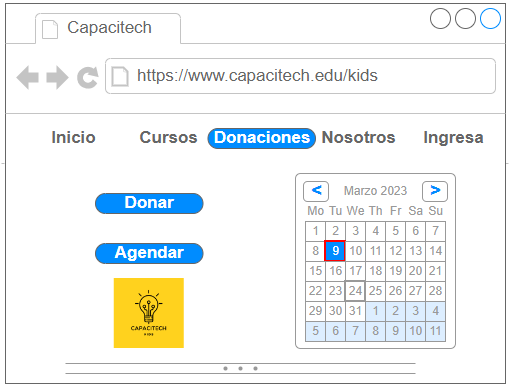 Capacitech
https://www.capacitech.edu/kids
Inicio Cursos Donaciones Nosotros Ingresa
Donar
Agendar
CAPACITECH
KIDS
< Marzo 2023 >
Mo Tu We Th Fr Sa Su
1 2 3 4 5 6 7
8 9 10 11 12 13 14
15 16 17 18 19 20 21
22 23 24 25 26 27 28
29 30 31 1 2 3 4
5 6 7 8 9 10 11